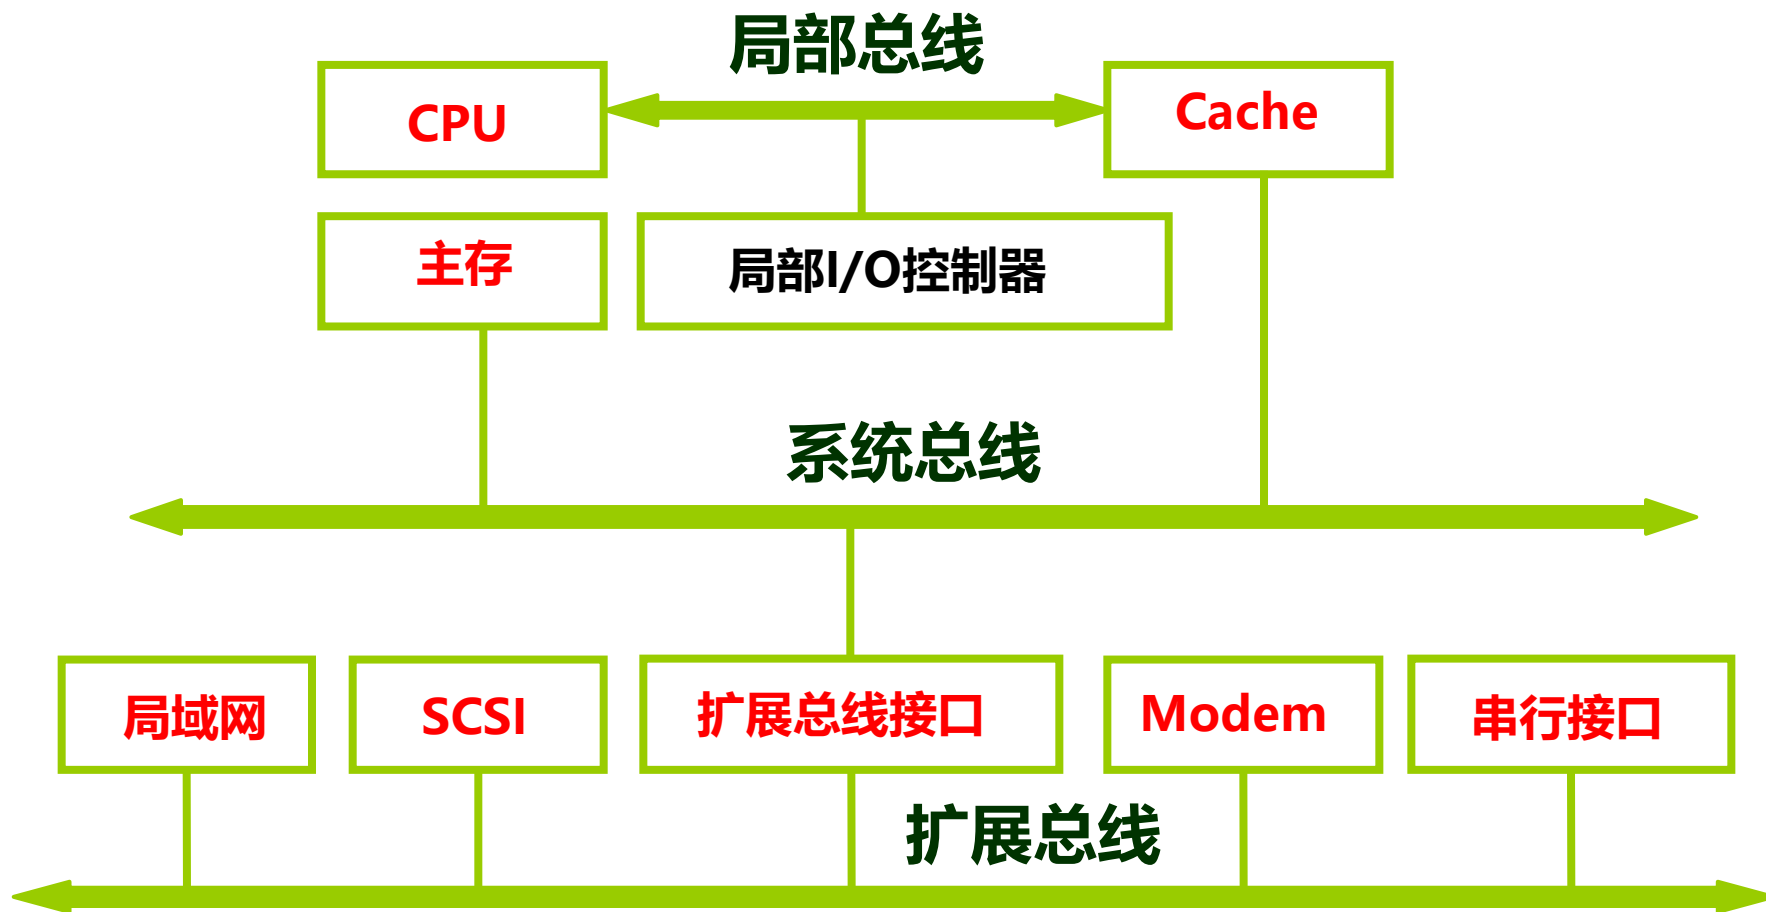 局部总线
CPU
Cache
主存
局部I/O控制器
系统总线
局域网
SCSI
扩展总线接口
Modem
串行接口
扩展总线